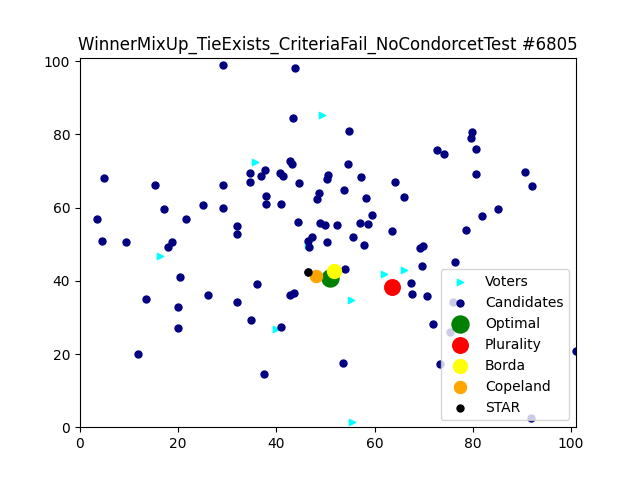 WinnerMixUp_TieExists_CriteriaFail_NoCondorcetTest #6805
100
80
60
40
20
0
0
20
40
60
80
100
Voters
Candidates
Optimal
Plurality
Borda
Copeland
STAR